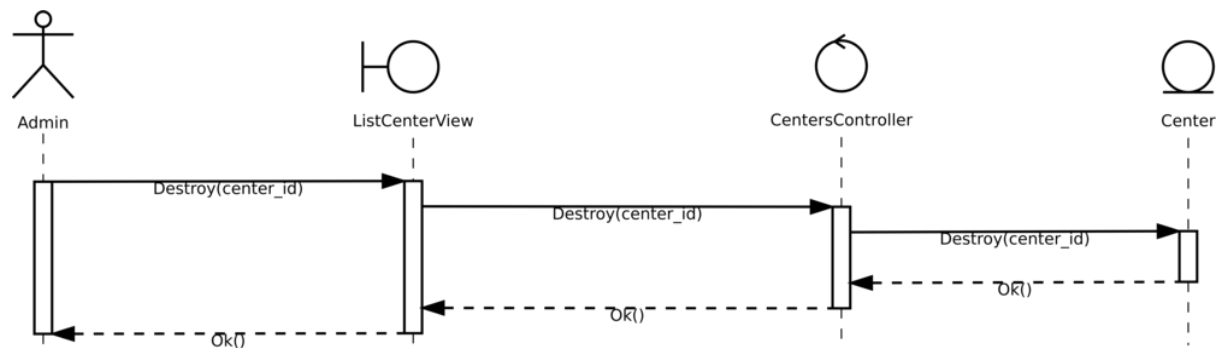 Admin
ListCenterView
CentersController
Center
Destroy(center_id)
Destroy(center_id)
Destroy(center_id)
Ok()
Ok()
Ok()